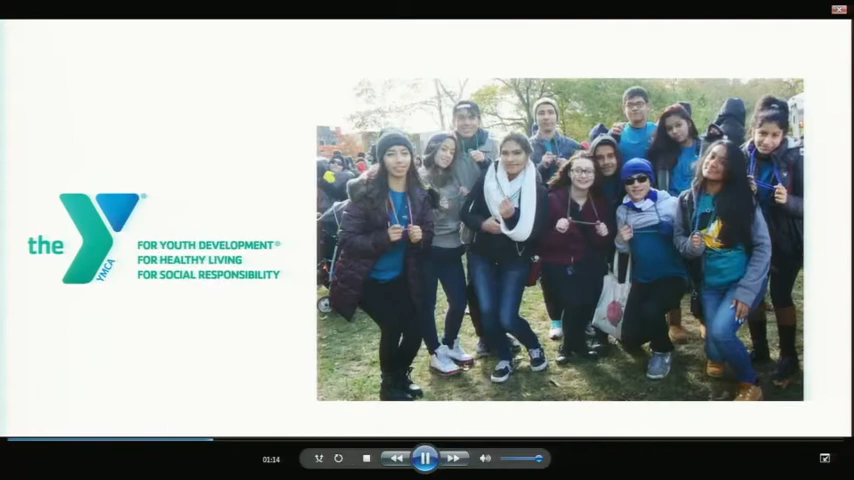 the
YMCA
FOR YOUTH DEVELOPMENT®
FOR HEALTHY LIVING
FOR SOCIAL RESPONSIBILITY
01:14